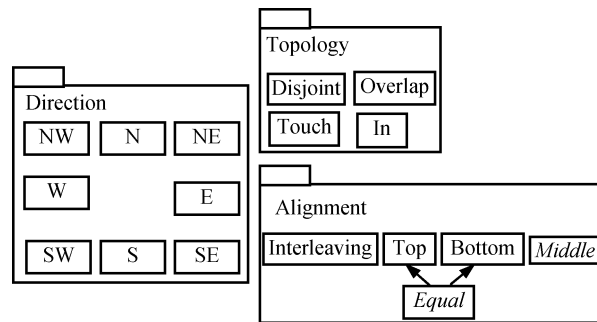 Topology
Disjoint Overlap
Touch In
Direction
NW N NE
W E
SW S SE
Alignment
Interleaving Top Bottom Middle
Equal